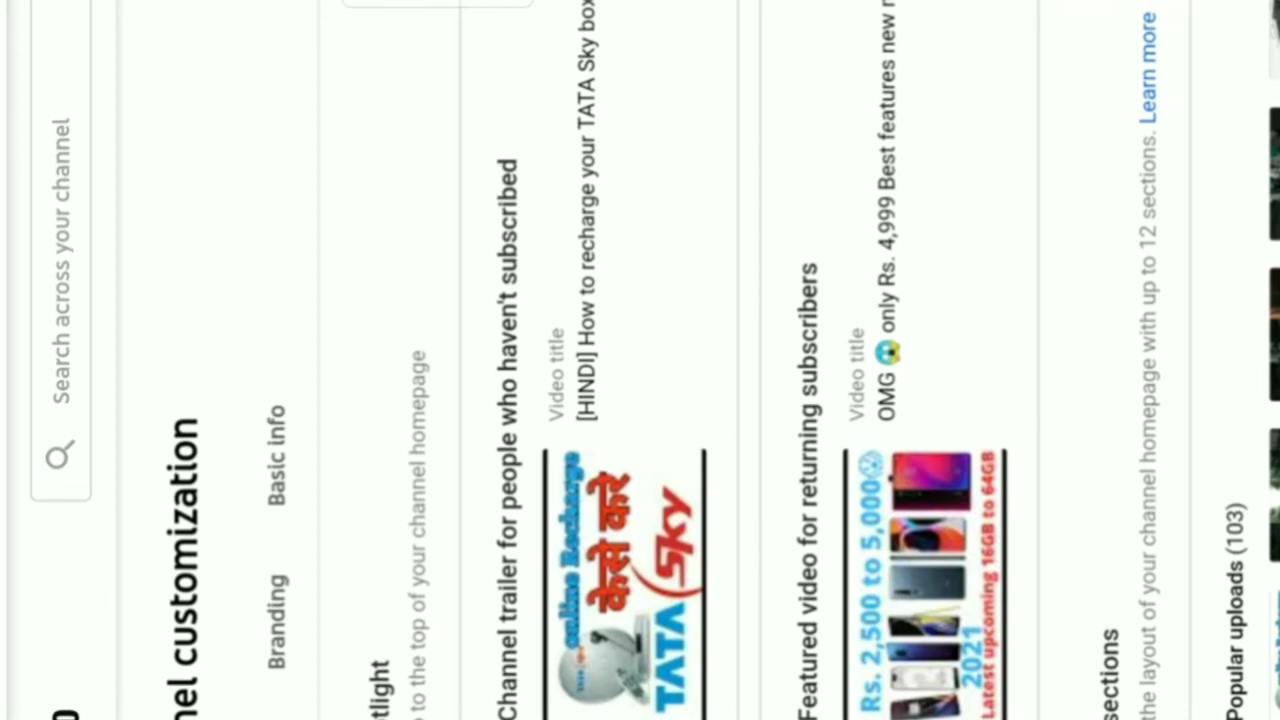 Search across your channel
nel customization
Branding Basic info
tlight
to the top of your channel homepage
Channel trailer for people who haven't subscribed
online Recharge
केसे करे
TATA Sky
Video title
[HINDI] How to recharge your TATA Sky box
Featured video for returning subscribers
Rs. 2,500 to 5,000
2021
Latest upcoming 16GB to 64GB
Video title
OMG 😱 only Rs. 4,999 Best features new
sections
the layout of your channel homepage with up to 12 sections. Learn more
Popular uploads (103)